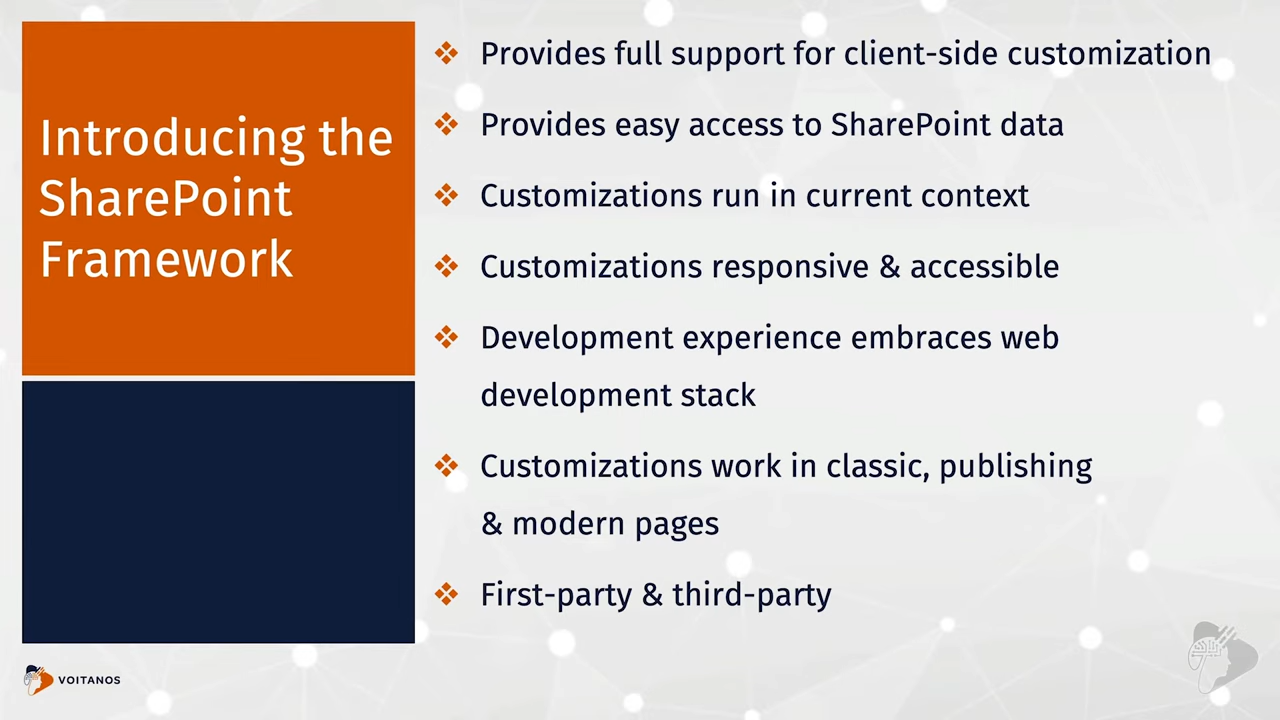 Introducing the
SharePoint
Framework
❖ Provides full support for client-side customization
❖ Provides easy access to SharePoint data
❖ Customizations run in current context
❖ Customizations responsive & accessible
❖ Development experience embraces web
development stack
❖ Customizations work in classic, publishing
& modern pages
❖ First-party & third-party
VOITANOS